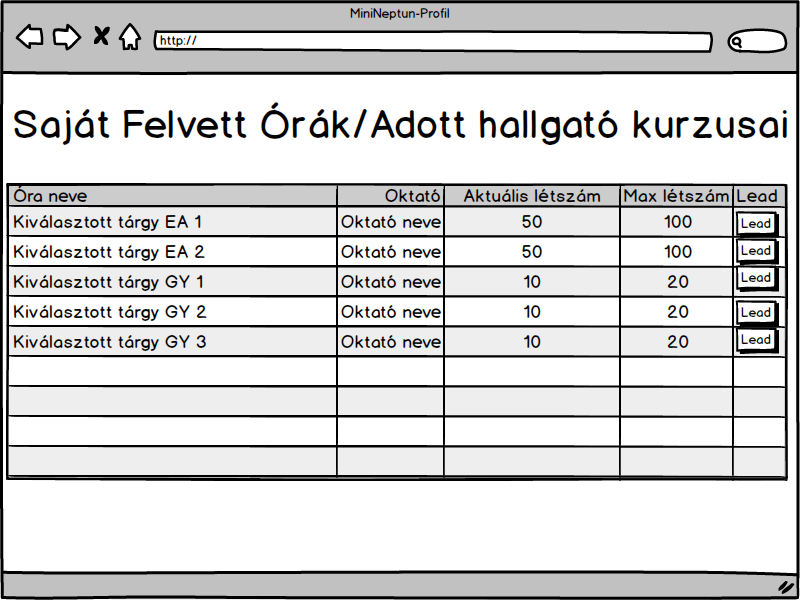 MiniNeptun-Profil
http://
Saját Felvett Órák/Adott hallgató kurzusai
Óra neve Oktató Aktuális létszám Max létszám Lead
Kiválasztott tárgy EA 1 Oktató neve 50 100 Lead
Kiválasztott tárgy EA 2 Oktató neve 50 100 Lead
Kiválasztott tárgy GY 1 Oktató neve 10 20 Lead
Kiválasztott tárgy GY 2 Oktató neve 10 20 Lead
Kiválasztott tárgy GY 3 Oktató neve 10 20 Lead